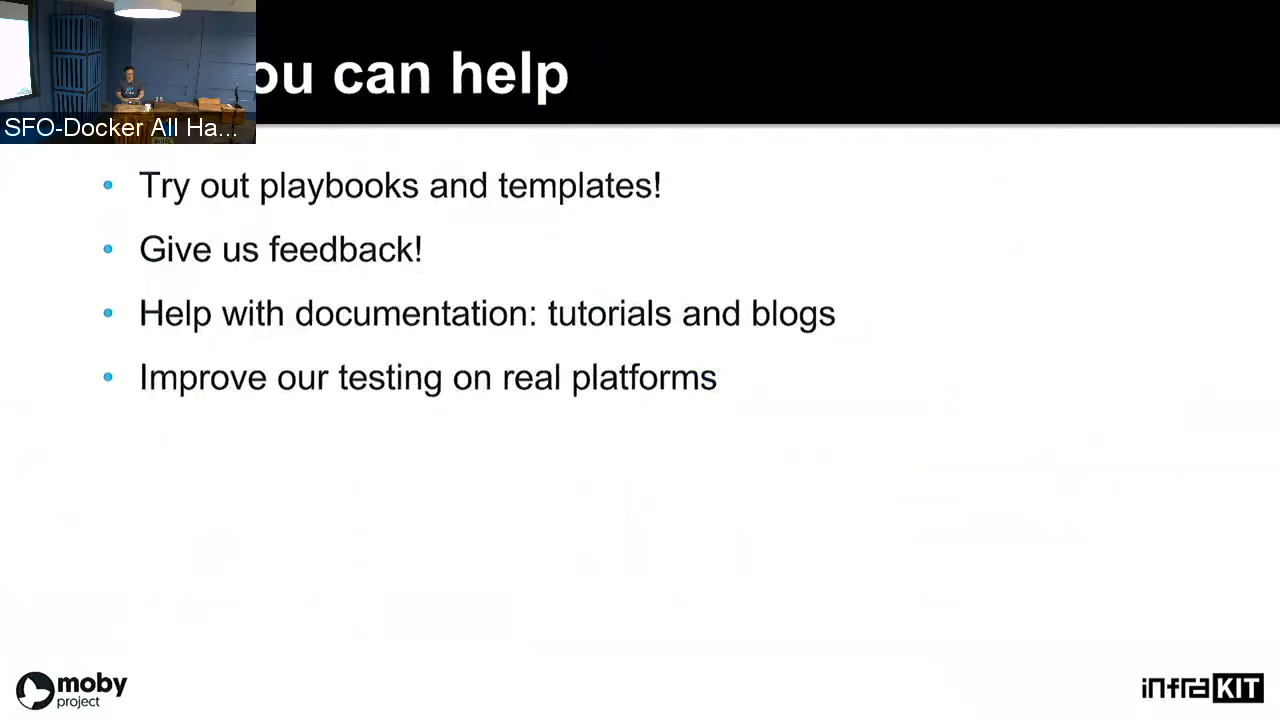 ou can help
SFO-Docker All Ha...
Try out playbooks and templates!
Give us feedback!
Help with documentation: tutorials and blogs
Improve our testing on real platforms
moby
project
infraKIT